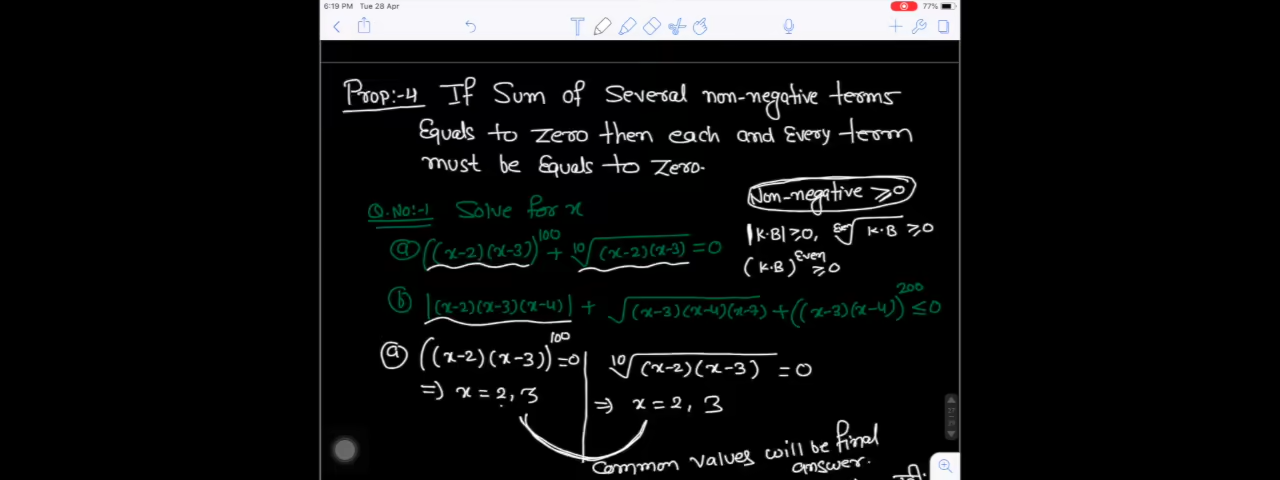 6:19 PM Tue 28 Apr
77%
Prop:-4 If Sum of Several non-negative terms
Equals to Zero then each and Every term
must be Equals to Zero.
Non-negative ≥0
Q.No:-1 Solve for x
|K·B| ≥0, Even√K·B ≥0
(K·B)^Even ≥0
ⓐ ((x-2)(x-3))^100 + 10√(x-2)(x-3) = 0
ⓑ |(x-2)(x-3)(x-4)| + √(x-3)(x-4)(x-7) + ((x-3)(x-4))^200 ≤ 0
ⓐ ((x-2)(x-3))^100 = 0
⇒ x = 2, 3
10√(x-2)(x-3) = 0
⇒ x = 2, 3
Common values will be final
answer.